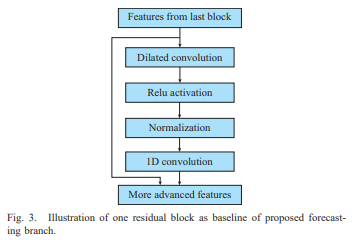 Features from last block
Dilated convolution
Relu activation
Normalization
1D convolution
More advanced features
Fig. 3. Illustration of one residual block as baseline of proposed forecast-
ing branch.